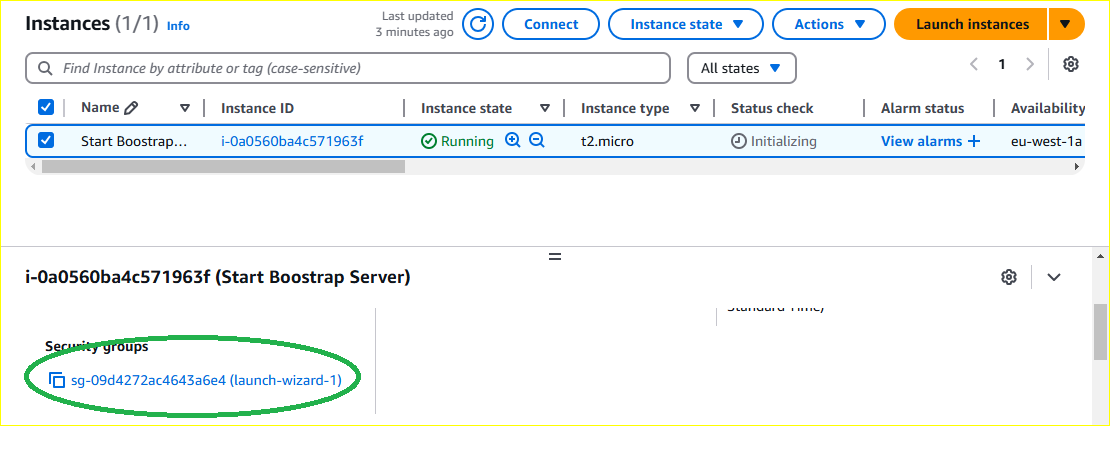 Instances (1/1) Info
Last updated
3 minutes ago
Connect
Instance state
Actions
Launch instances
Find Instance by attribute or tag (case-sensitive)
All states
1
Name Instance ID Instance state Instance type Status check Alarm status Availability
Start Boostrap... i-0a0560ba4c571963f Running t2.micro Initializing View alarms + eu-west-1a
i-0a0560ba4c571963f (Start Boostrap Server)
Standard Time)
Security groups
sg-09d4272ac4643a6e4 (launch-wizard-1)